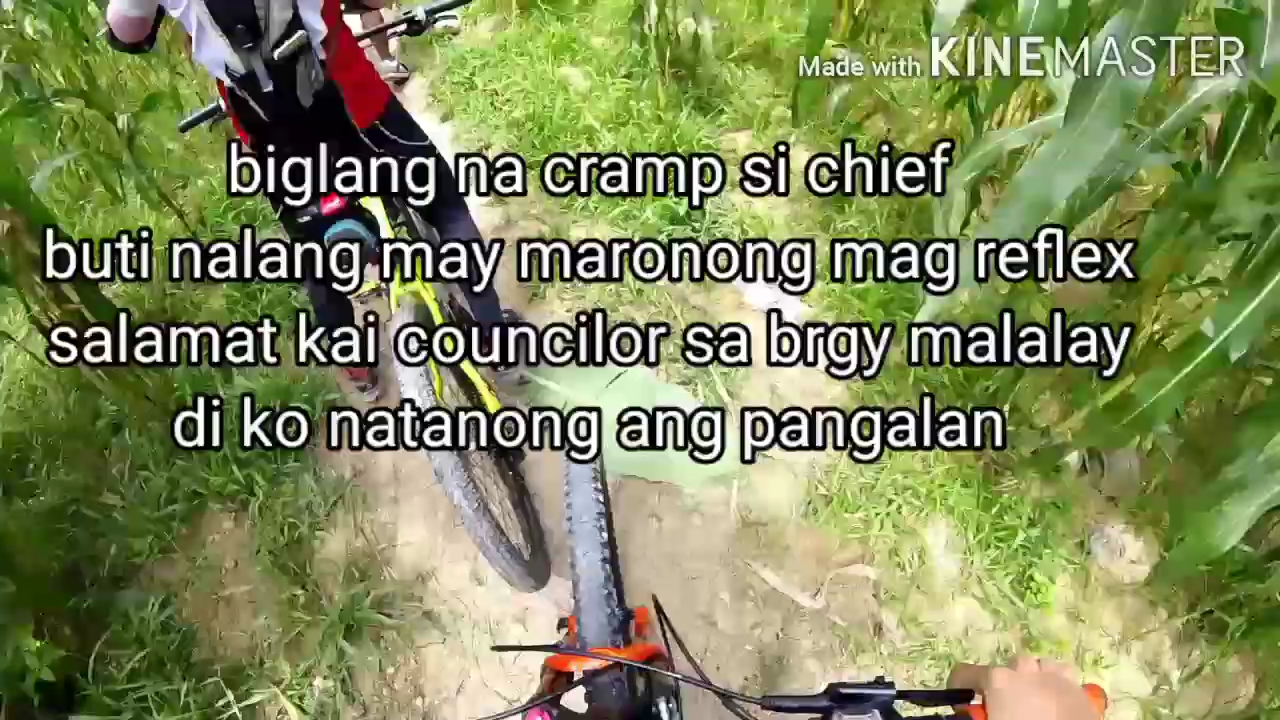 Made with KINEMASTER
biglang na cramp si chief
buti nalang may maronong mag reflex
salamat kai councilor sa brgy malalay
di ko natanong ang pangalan